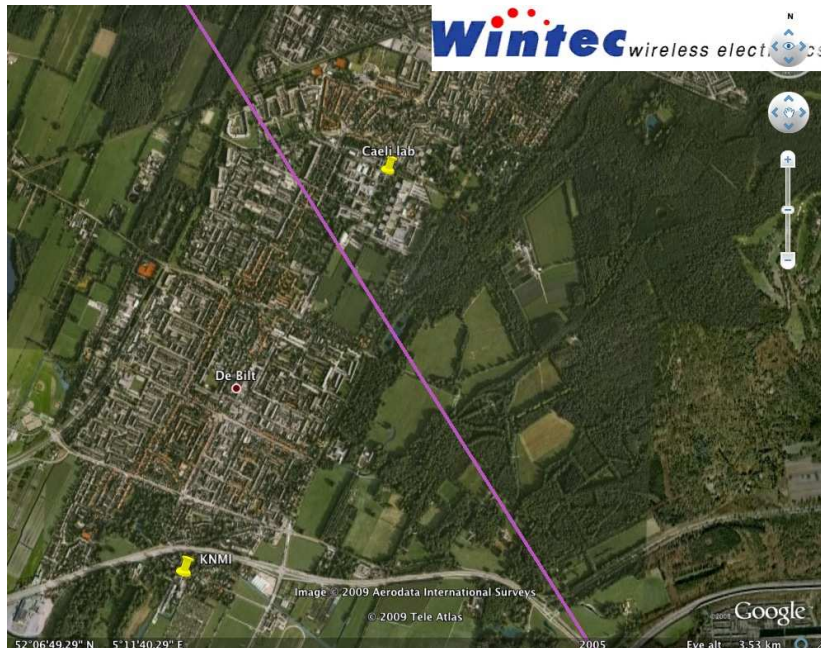 Wintec wireless elect
N
Caeli lab
De Bilt
KNMI
Image © 2009 Aerodata International Surveys
© 2009 Tele Atlas
© 2009 Google
52°06'49.29" N 5°11'40.29" E
2005
Eye alt 3.53 km